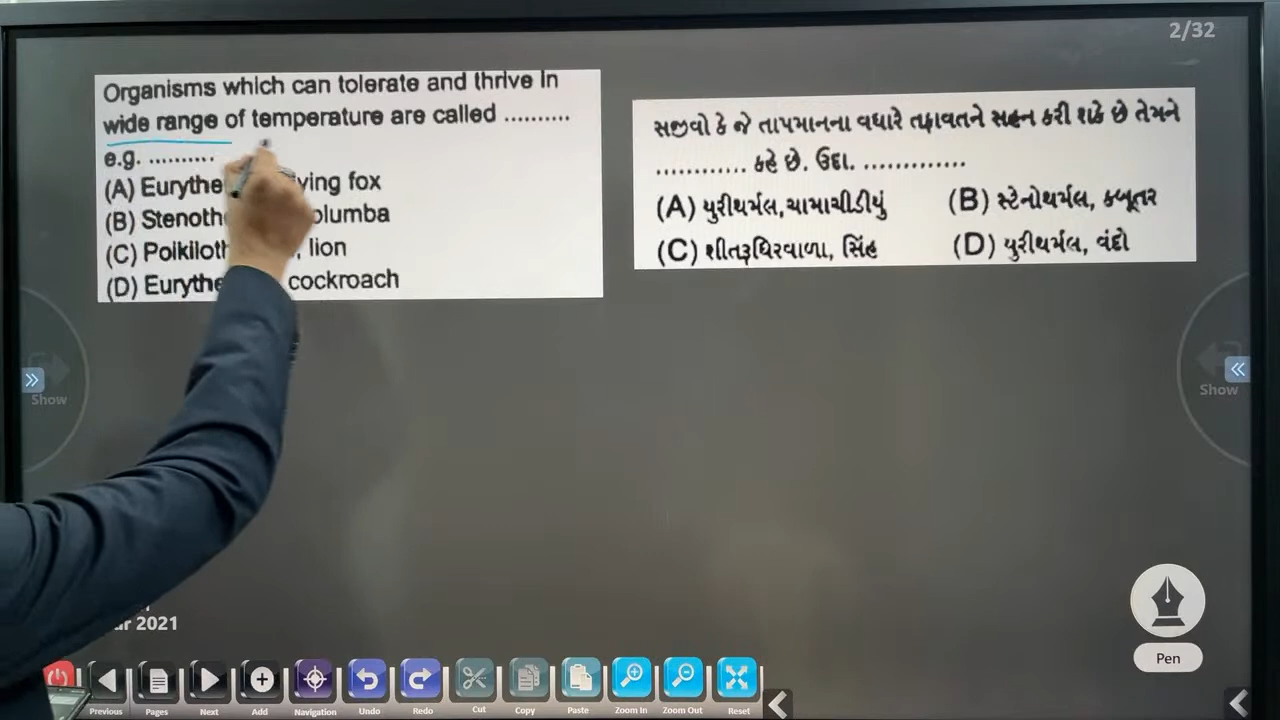 2/32
Organisms which can tolerate and thrive in
wide range of temperature are called ..........
e.g. ..........
(A) Eurythe ying fox
(B) Stenoth olumba
(C) Poikiloth , lion
(D) Eurythe cockroach
સજીવો કે જે તાપમાનના વધારે તફાવતને સહન કરી શકે છે તેમને
............ કહે છે. ઉદા. .............
(A) યુરીથર્મલ,ચામાચીડીયું (B) સ્ટેનોથર્મલ, કબૂતર
(C) શીતરૂધિરવાળા, સિંહ (D) યુરીથર્મલ, વંદો
Show
Show
2021
Pen
Previous Pages Next Add Navigation Undo Redo Cut Copy Paste Zoom In Zoom Out Reset